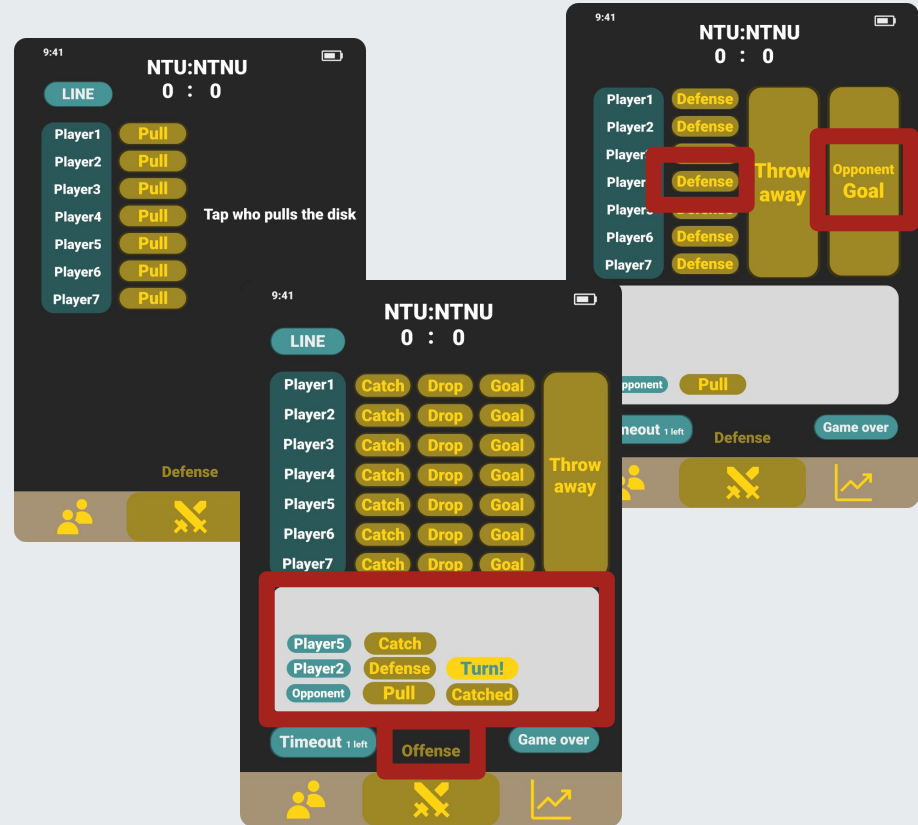 9:41
NTU:NTNU
0 : 0
LINE
Player1 Pull
Player2 Pull
Player3 Pull
Player4 Pull
Player5 Pull
Player6 Pull
Player7 Pull
Tap who pulls the disk
Defense
9:41
NTU:NTNU
0 : 0
Player1 Defense
Player2 Defense
Player
Player Defense
Player6 Defense
Player7 Defense
Throw
away
Opponent
Goal
Pull
1 left
Defense
Game over
9:41
NTU:NTNU
0 : 0
LINE
Player1 Catch Drop Goal
Player2 Catch Drop Goal
Player3 Catch Drop Goal
Player4 Catch Drop Goal
Player5 Catch Drop Goal
Player6 Catch Drop Goal
Player7 Catch Drop Goal
Throw
away
Player5 Catch
Player2 Defense Turn!
Opponent Pull Catched
Timeout 1 left
Offense
Game over